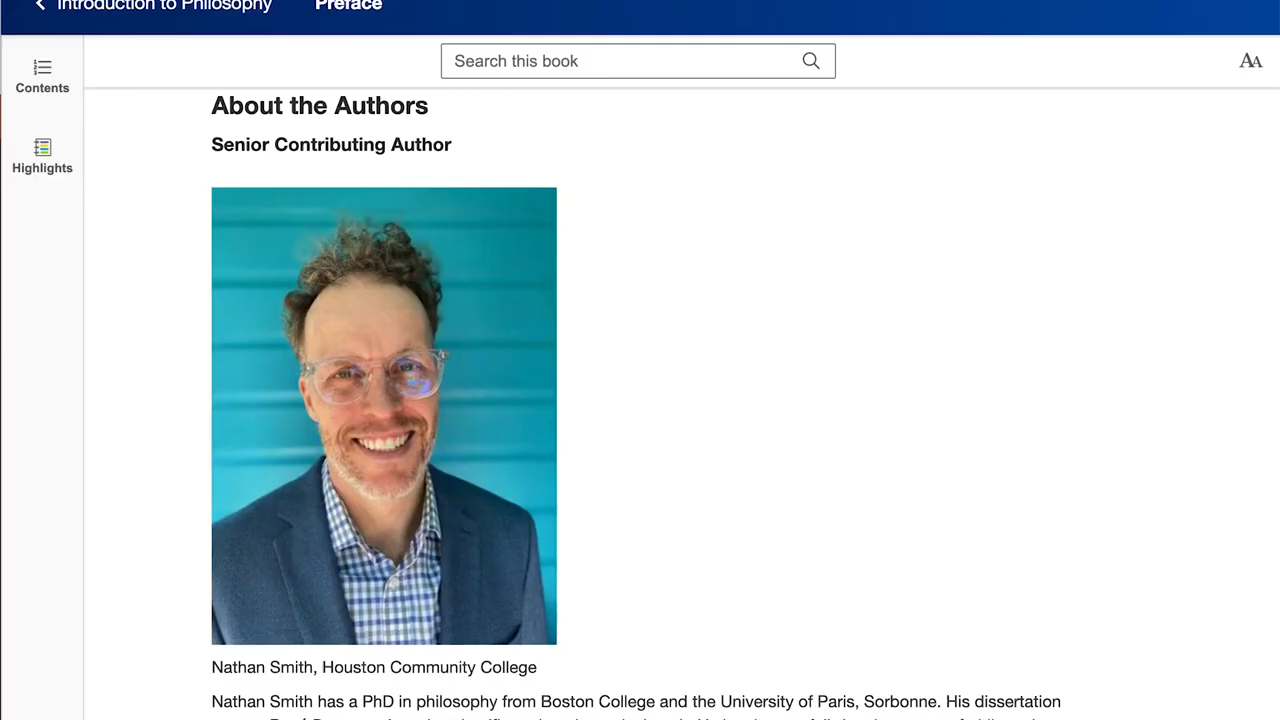 Introduction to Philosophy Preface
Search this book
AA
Contents
Highlights
About the Authors
Senior Contributing Author
Nathan Smith, Houston Community College
Nathan Smith has a PhD in philosophy from Boston College and the University of Paris, Sorbonne. His dissertation